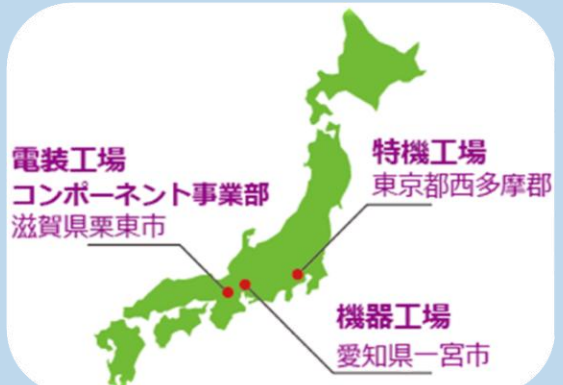 電装工場
コンポーネント事業部
滋賀県栗東市
特機工場
東京都西多摩郡
機器工場
愛知県一宮市